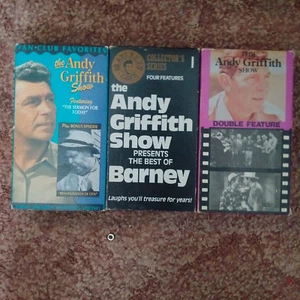 FAN CLUB FAVORITES
the Andy
Griffith
Show
Featuring
"THE SERMON FOR
TODAY"
Plus BONUS EPISODE
COLLECTOR'S
SERIES
FOUR FEATURES
the
Andy
Griffith
Show
PRESENTS
THE BEST OF
Barney
Laughs you'll treasure for years!
Andy Griffith
SHOW
DOUBLE FEATURE